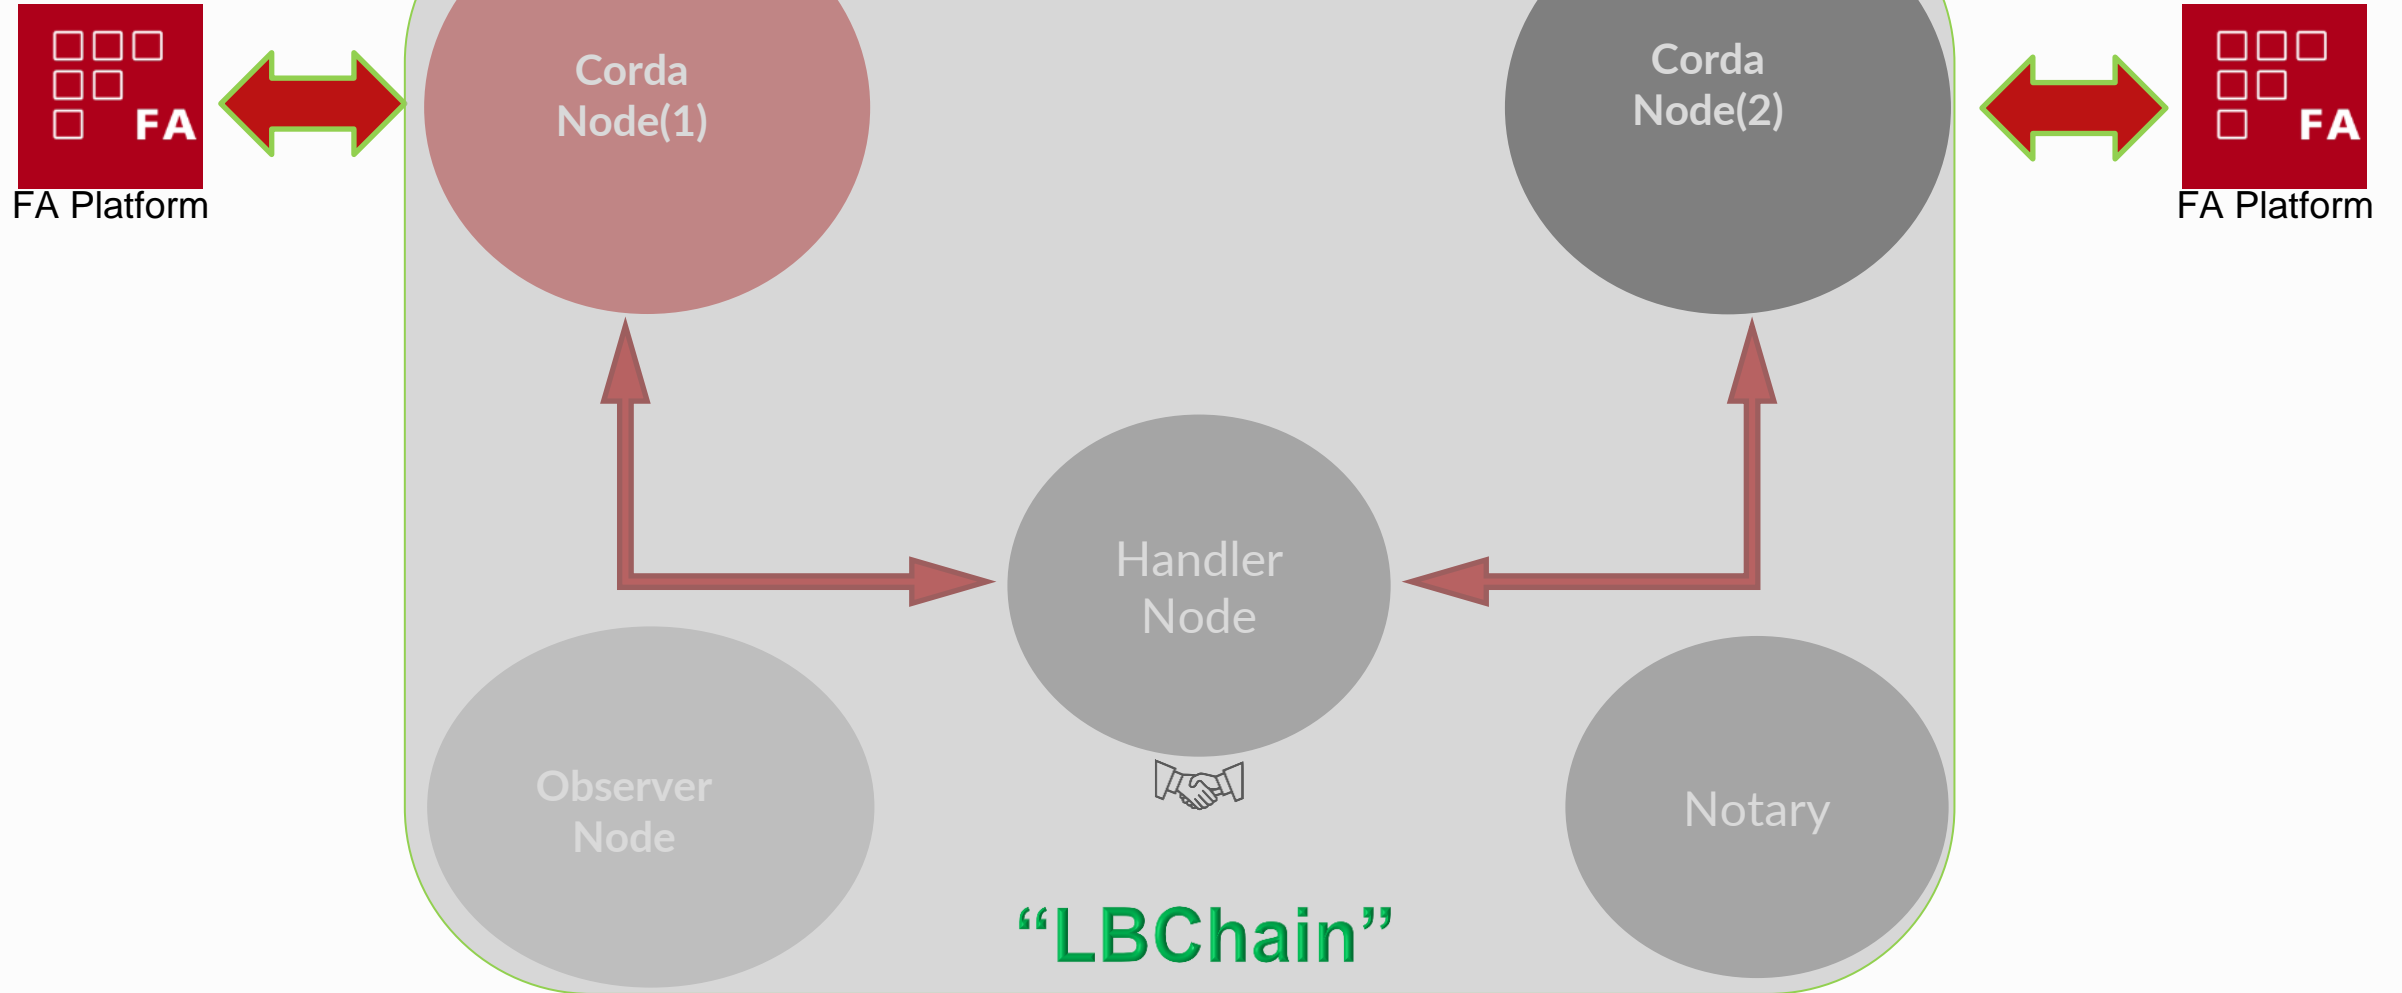 FA
FA Platform
Corda
Node(1)
Corda
Node(2)
FA
FA Platform
Handler
Node
Observer
Node
Notary
“LBChain”